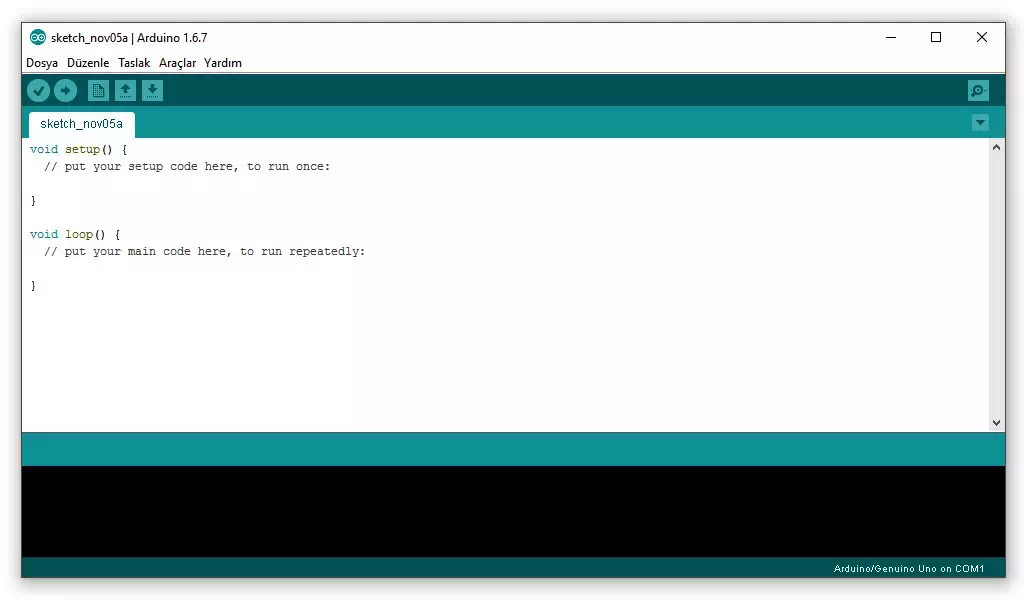 sketch_nov05a | Arduino 1.6.7
Dosya Düzenle Taslak Araçlar Yardım
sketch_nov05a
void setup() {
  // put your setup code here, to run once:
}
void loop() {
  // put your main code here, to run repeatedly:
}
Arduino/Genuino Uno on COM1